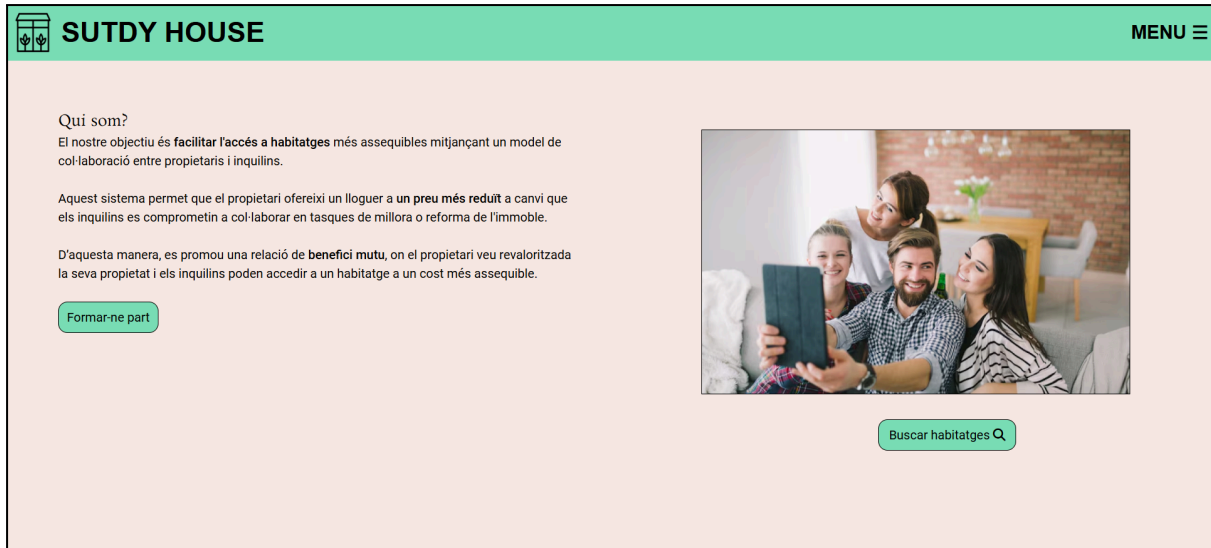 SUTDY HOUSE
MENU
Qui som?
El nostre objectiu és facilitar l'accés a habitatges més assequibles mitjançant un model de
col·laboració entre propietaris i inquilins.
Aquest sistema permet que el propietari ofereixi un lloguer a un preu més reduït a canvi que
els inquilins es comprometin a col·laborar en tasques de millora o reforma de l'immoble.
D'aquesta manera, es promou una relació de benefici mutu, on el propietari veu revaloritzada
la seva propietat i els inquilins poden accedir a un habitatge a un cost més assequible.
Formar-ne part
Buscar habitatges